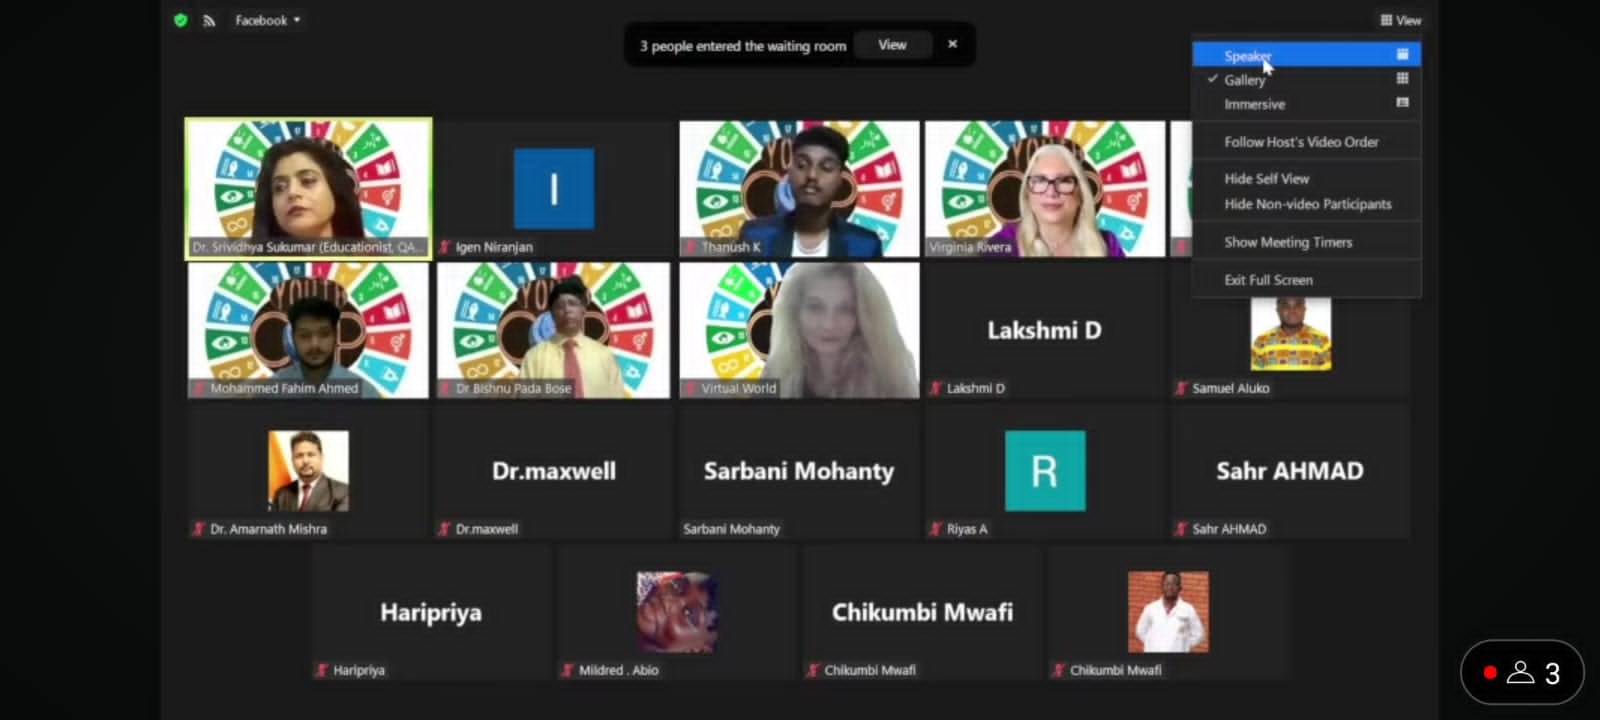 Facebook
3 people entered the waiting room
View
View
Speaker
Gallery
Immersive
Follow Host's Video Order
Hide Self View
Hide Non-video Participants
Show Meeting Timers
Exit Full Screen
Dr. Srividhya Sukumar (Educationist, QA...
I
Igen Niranjan
Thanush K
Virginia Rivera
Mohammed Fahim Ahmed
Dr Bishnu Pada Bose
Virtual World
Lakshmi D
Lakshmi D
Samuel Aluko
Dr. Amarnath Mishra
Dr.maxwell
Dr.maxwell
Sarbani Mohanty
Sarbani Mohanty
R
Riyas A
Sahr AHMAD
Sahr AHMAD
Haripriya
Haripriya
Mildred . Abio
Chikumbi Mwafi
Chikumbi Mwafi
Chikumbi Mwafi
3